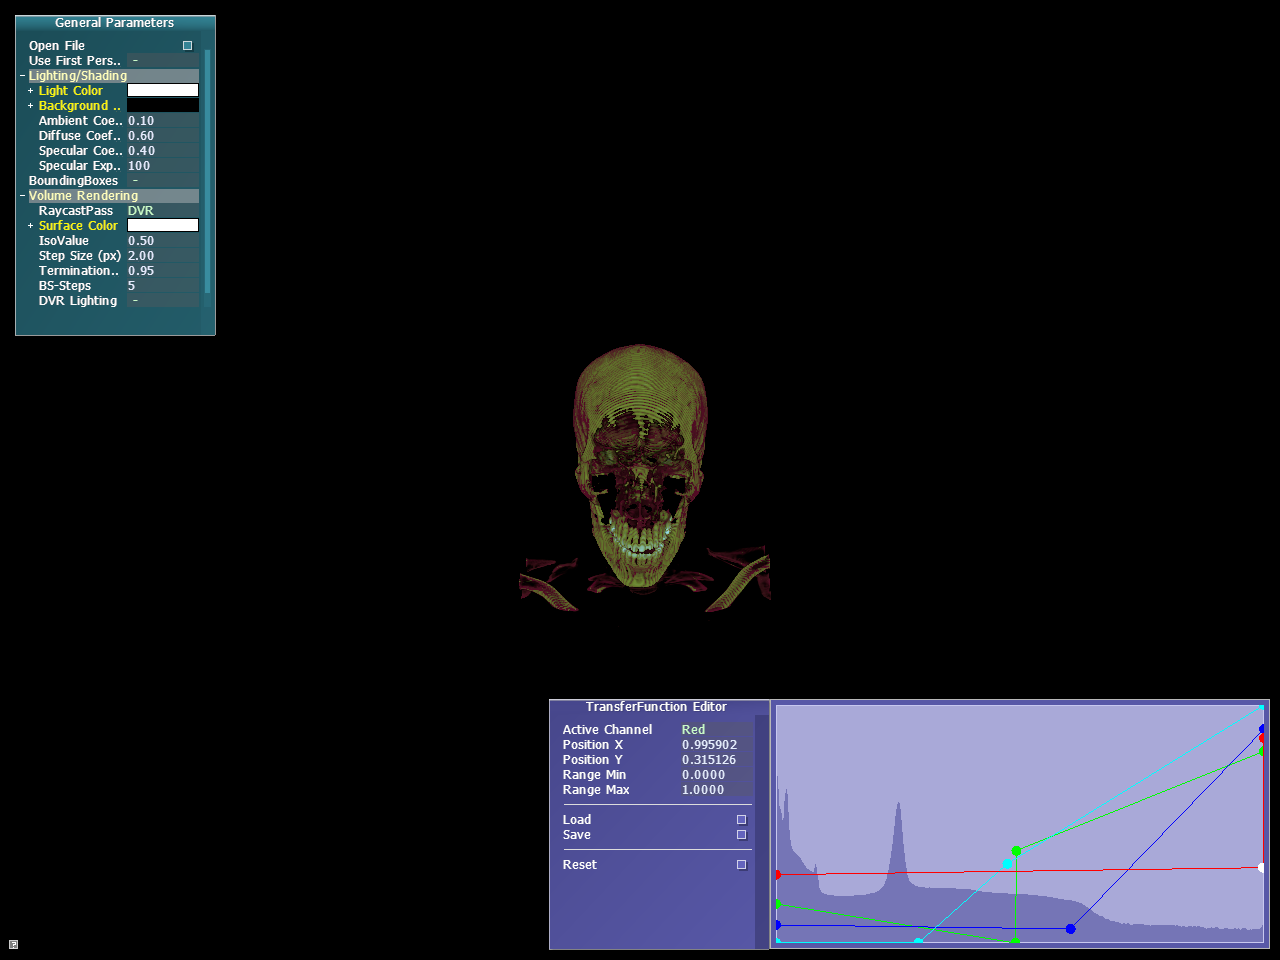 General Parameters
Open File
Use First Pers.. -
- Lighting/Shading
+ Light Color
+ Background ..
Ambient Coe.. 0.10
Diffuse Coef.. 0.60
Specular Coe.. 0.40
Specular Exp.. 100
BoundingBoxes -
- Volume Rendering
RaycastPass DVR
+ Surface Color
IsoValue 0.50
Step Size (px) 2.00
Termination.. 0.95
BS-Steps 5
DVR Lighting -
TransferFunction Editor
Active Channel Red
Position X 0.995902
Position Y 0.315126
Range Min 0.0000
Range Max 1.0000
Load
Save
Reset
?